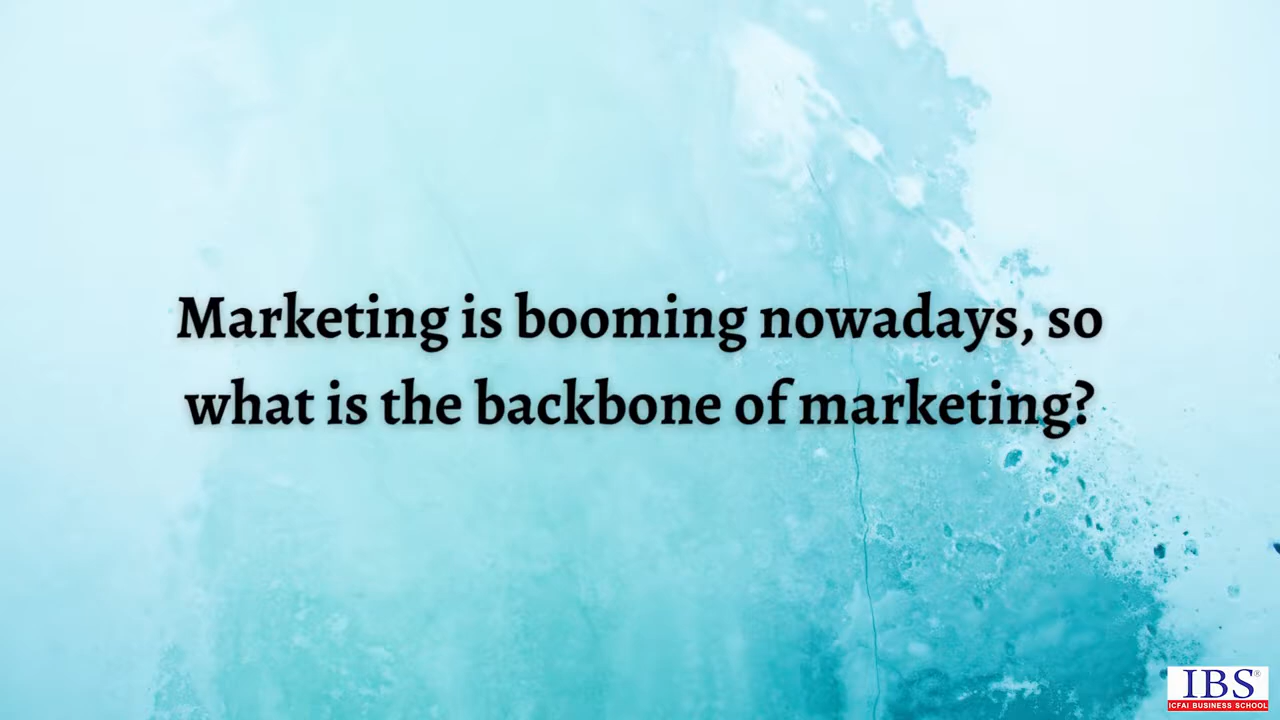 Marketing is booming nowadays, so
what is the backbone of marketing?
IBS®
ICFAI BUSINESS SCHOOL